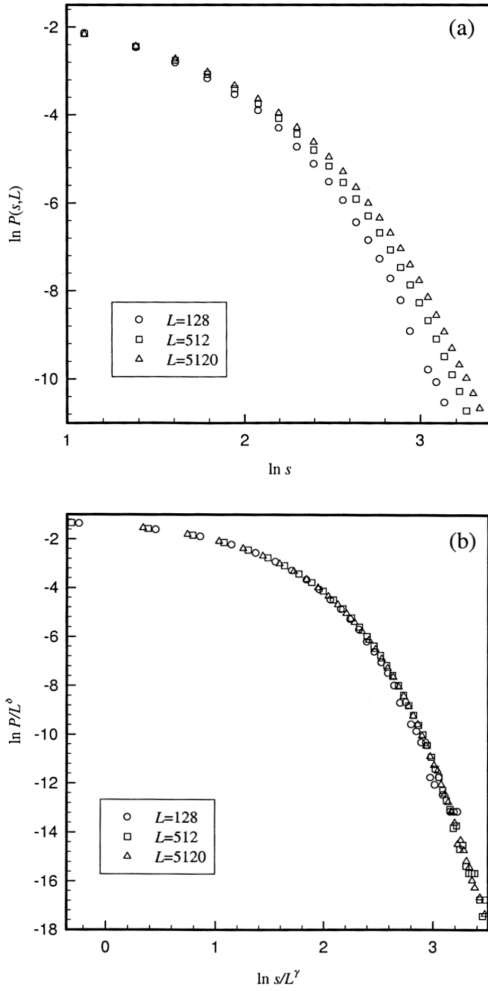 (a)
-2
-4
-6
-8
-10
ln P(s,L)
L=128
L=512
L=5120
1
2
3
ln s
(b)
-2
-4
-6
-8
-10
-12
-14
-16
-18
ln P/L^δ
L=128
L=512
L=5120
0
1
2
3
ln s/L^γ